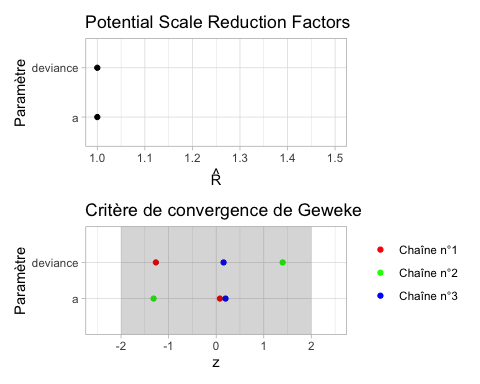 Potential Scale Reduction Factors
Paramètre
deviance
a
1.0 1.1 1.2 1.3 1.4 1.5
R̂
Critère de convergence de Geweke
Paramètre
deviance
a
-2 -1 0 1 2
z
Chaîne n°1
Chaîne n°2
Chaîne n°3